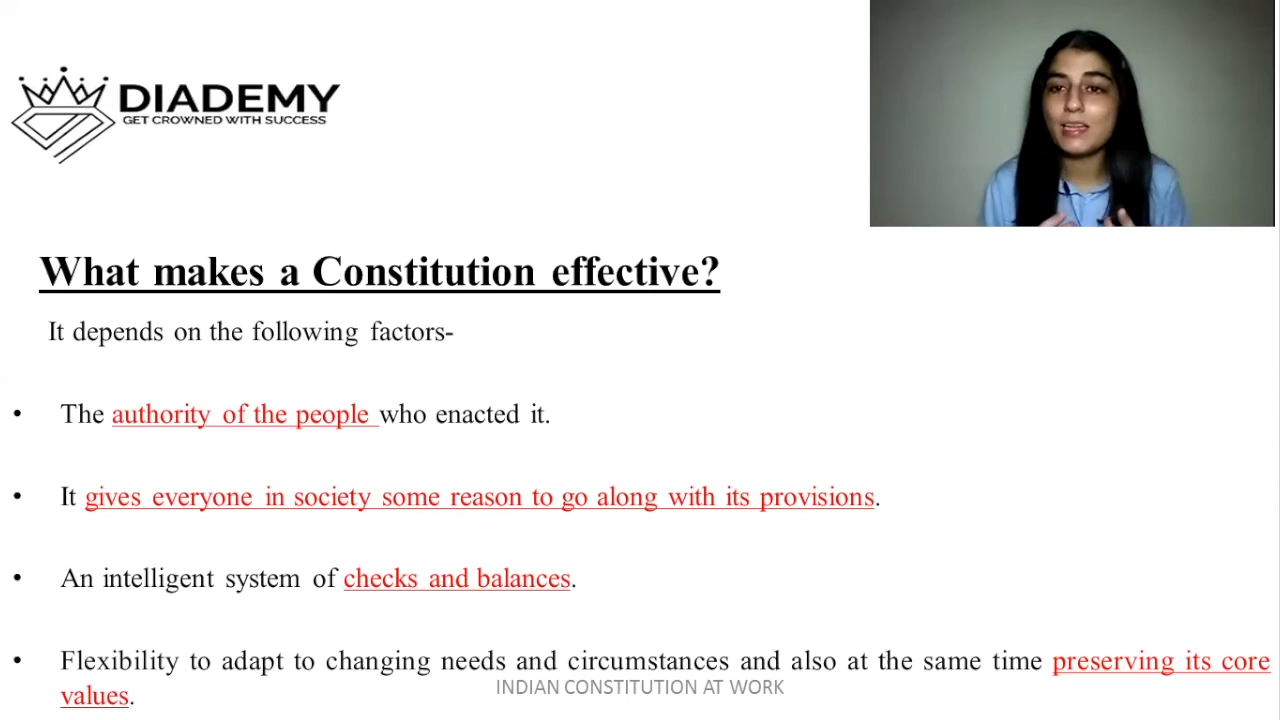 DIADEMY
GET CROWNED WITH SUCCESS
What makes a Constitution effective?
It depends on the following factors-
• The authority of the people who enacted it.
• It gives everyone in society some reason to go along with its provisions.
• An intelligent system of checks and balances.
• Flexibility to adapt to changing needs and circumstances and also at the same time preserving its core
values.
INDIAN CONSTITUTION AT WORK